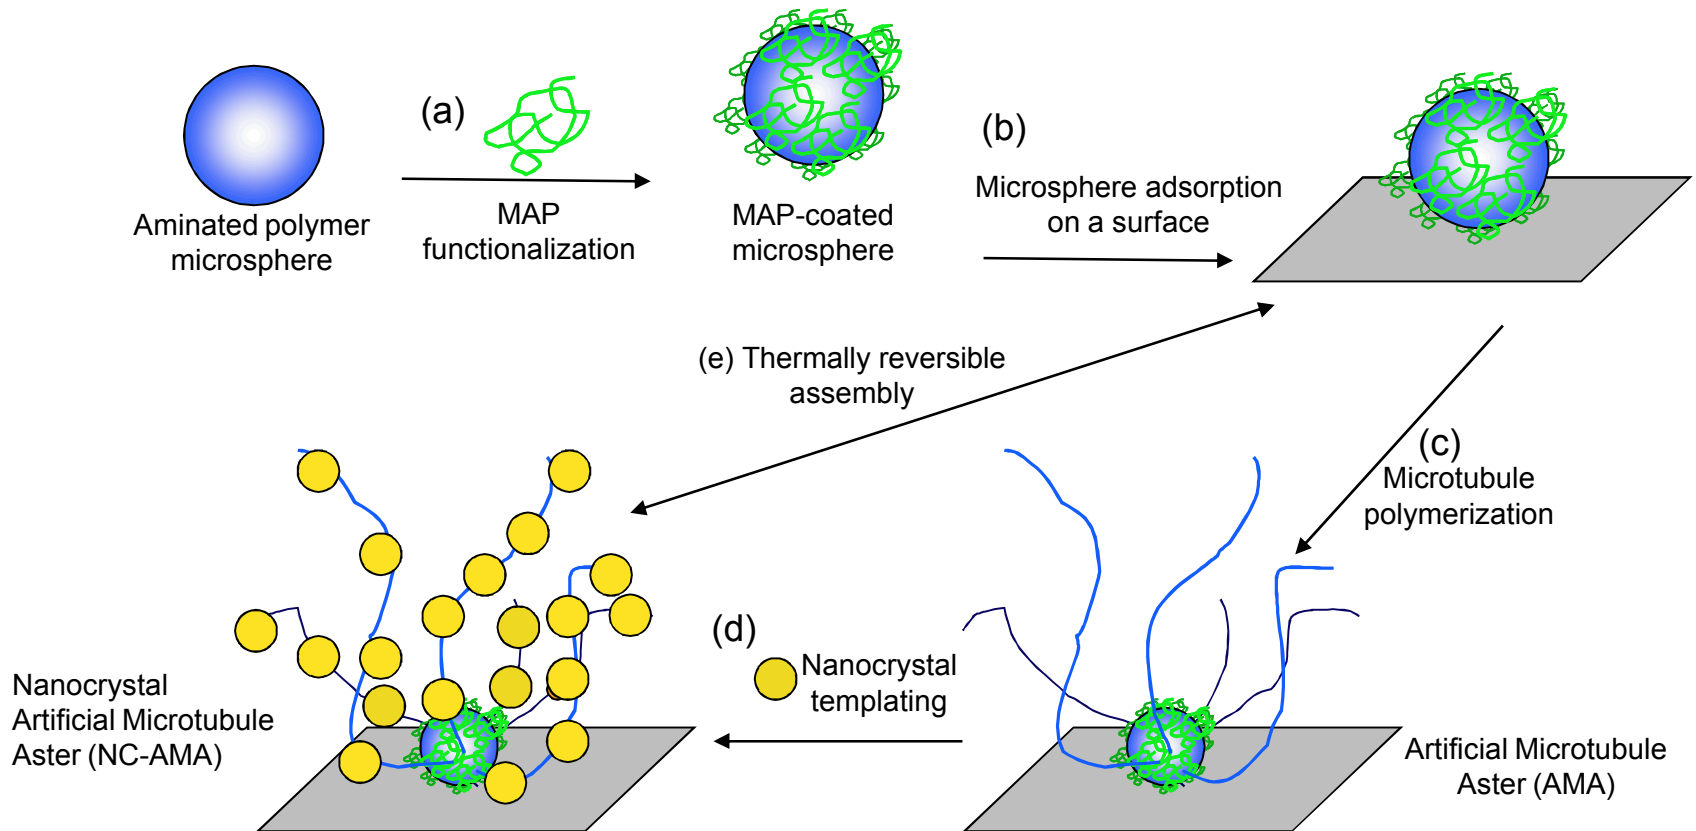 Aminated polymer
microsphere
(a)
MAP
functionalization
MAP-coated
microsphere
(b)
Microsphere adsorption
on a surface
(c)
Microtubule
polymerization
Artificial Microtubule
Aster (AMA)
(d)
Nanocrystal
templating
Nanocrystal
Artificial Microtubule
Aster (NC-AMA)
(e) Thermally reversible
assembly